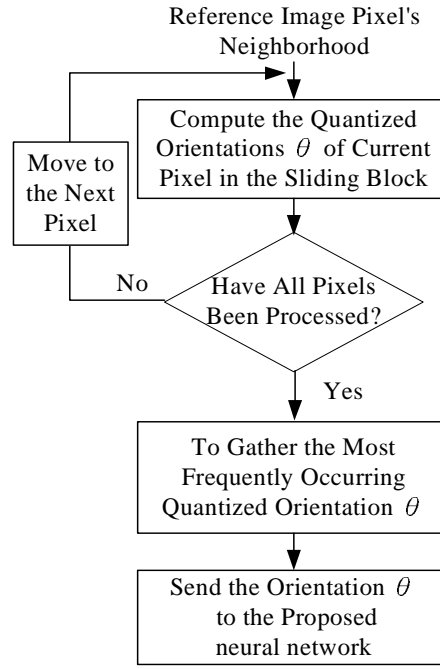 Reference Image Pixel's
Neighborhood
Compute the Quantized
Orientations θ of Current
Pixel in the Sliding Block
Move to
the Next
Pixel
No
Have All Pixels
Been Processed?
Yes
To Gather the Most
Frequently Occurring
Quantized Orientation θ
Send the Orientation θ
to the Proposed
neural network